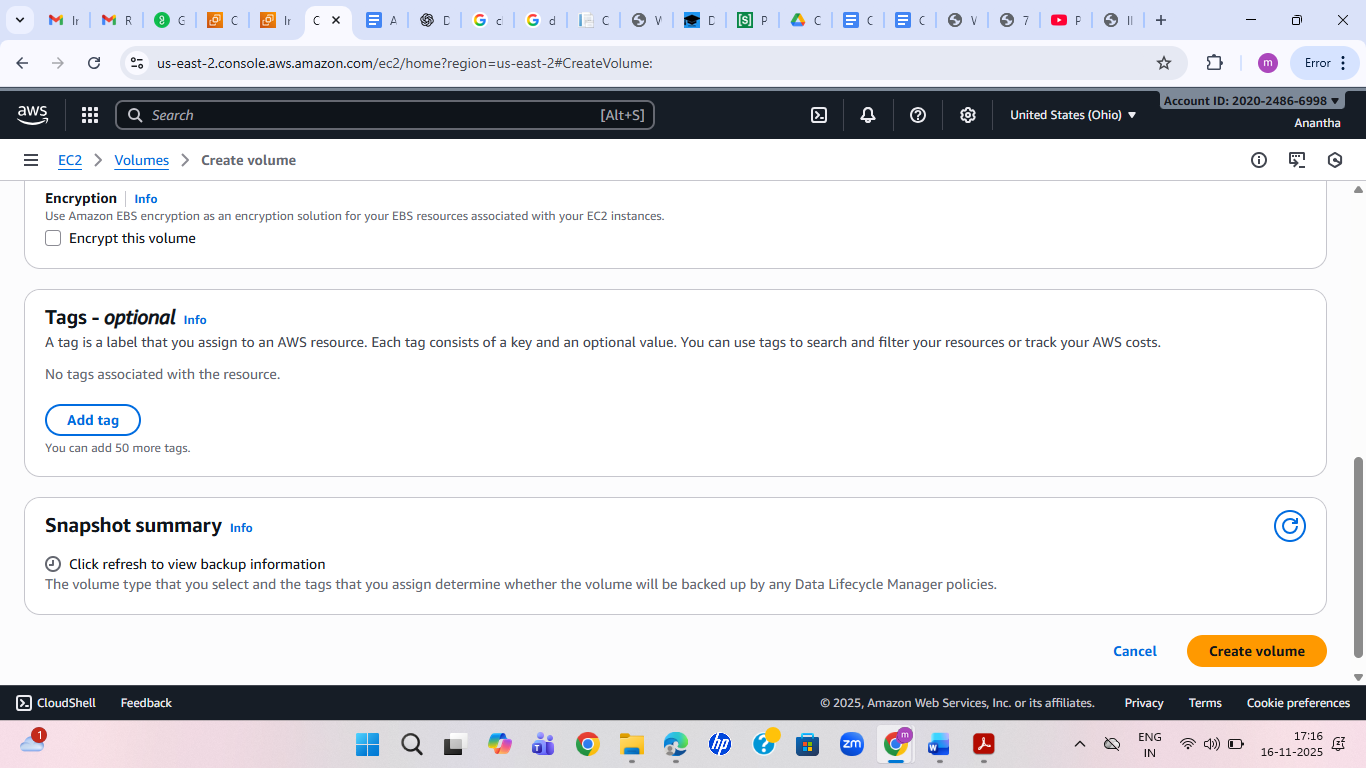 In
R
G
C
In
C
A
D
cl
d
C
W
D
P
C
C
C
W
7
P
II
us-east-2.console.aws.amazon.com/ec2/home?region=us-east-2#CreateVolume:
m
Error
aws
Search
[Alt+S]
United States (Ohio) ▼
Account ID: 2020-2486-6998 ▼
Anantha
EC2 > Volumes > Create volume
Encryption | Info
Use Amazon EBS encryption as an encryption solution for your EBS resources associated with your EC2 instances.
Encrypt this volume
Tags - optional Info
A tag is a label that you assign to an AWS resource. Each tag consists of a key and an optional value. You can use tags to search and filter your resources or track your AWS costs.
No tags associated with the resource.
Add tag
You can add 50 more tags.
Snapshot summary Info
Click refresh to view backup information
The volume type that you select and the tags that you assign determine whether the volume will be backed up by any Data Lifecycle Manager policies.
Cancel
Create volume
CloudShell
Feedback
© 2025, Amazon Web Services, Inc. or its affiliates.
Privacy
Terms
Cookie preferences
1
hp
zm
m
ENG
IN
17:16
16-11-2025